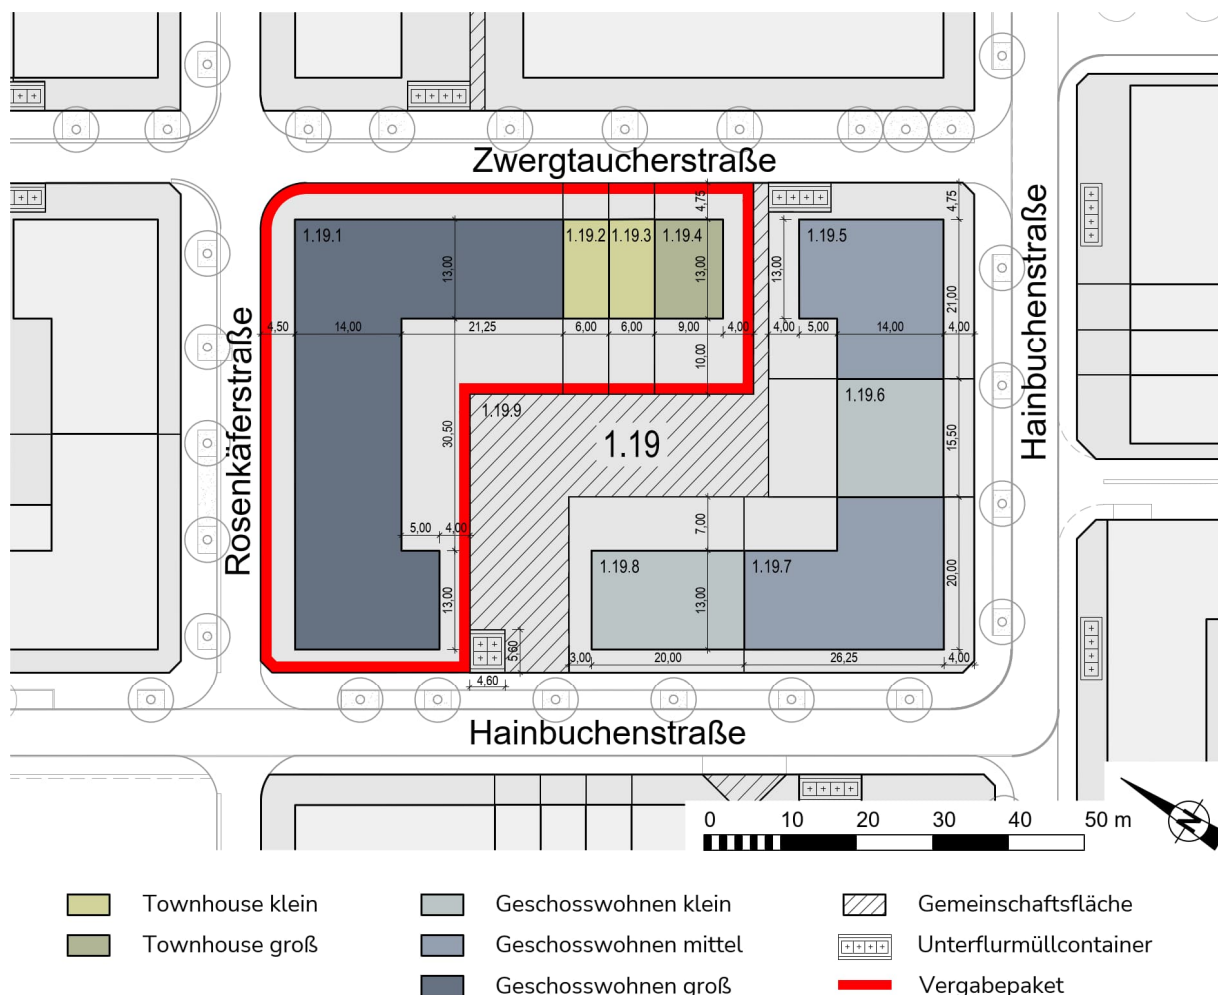 Zwergtaucherstraße
Hainbuchenstraße
Rosenkäferstraße
4,75
1.19.1
1.19.2
1.19.3
1.19.4
1.19.5
13,00
13,00
13,00
21,00
4,50
14,00
21,25
6,00
6,00
9,00
4,00
4,00
5,00
14,00
4,00
10,00
1.19.6
1.19.9
1.19
30,50
15,50
5,00
4,00
7,00
1.19.8
1.19.7
13,00
13,00
20,00
5,60
3,00
20,00
26,25
4,00
4,60
Hainbuchenstraße
0 10 20 30 40 50 m
N
Townhouse klein
Geschosswohnen klein
Gemeinschaftsfläche
Townhouse groß
Geschosswohnen mittel
Unterflurmüllcontainer
Geschosswohnen groß
Vergabepaket